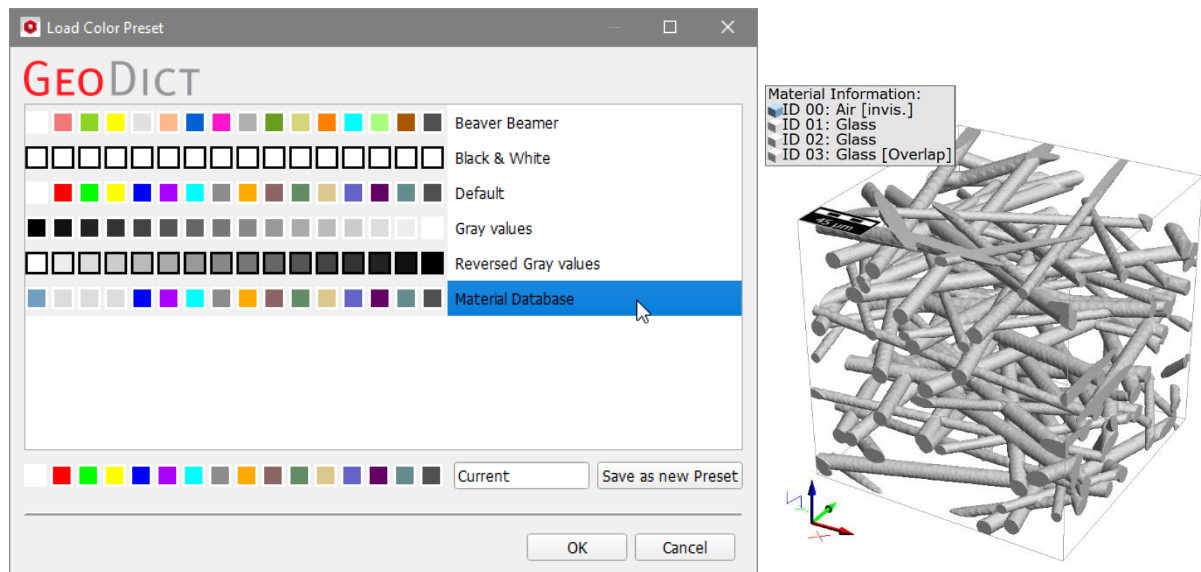 Load Color Preset
GEODICT
Beaver Beamer
Black & White
Default
Gray values
Reversed Gray values
Material Database
Current
Save as new Preset
OK
Cancel
Material Information:
ID 00: Air [invis.]
ID 01: Glass
ID 02: Glass
ID 03: Glass [Overlap]
45 µm
Z
X